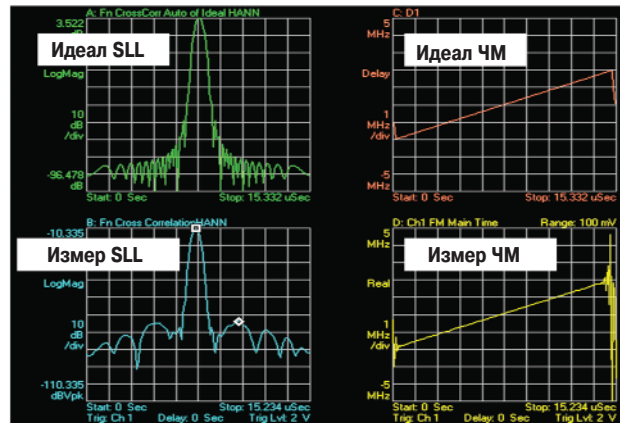 A: Fn CrossCorr Auto of Ideal HANN
3.522
Идеал SLL
LogMag
10
dB
/div
-96.478
dB
Start: 0 Sec
Stop: 15.332 uSec
C: D1
5
MHz
Идеал ЧМ
Delay
1
MHz
/div
-5
MHz
Start: 0 Sec
Stop: 15.332 uSec
B: Fn Cross CorrelationHANN
-10.335
Измер SLL
LogMag
10
dB
/div
-110.335
dBVpk
Start: 0 Sec
Stop: 15.234 uSec
Trig: Ch 1
Delay: 0 Sec
Trig Lvl: 2 V
D: Ch1 FM Main Time
Range: 100 mV
5
MHz
Измер ЧМ
Real
1
MHz
/div
-5
MHz
Start: 0 Sec
Stop: 15.234 uSec
Trig: Ch 1
Delay: 0 Sec
Trig Lvl: 2 V